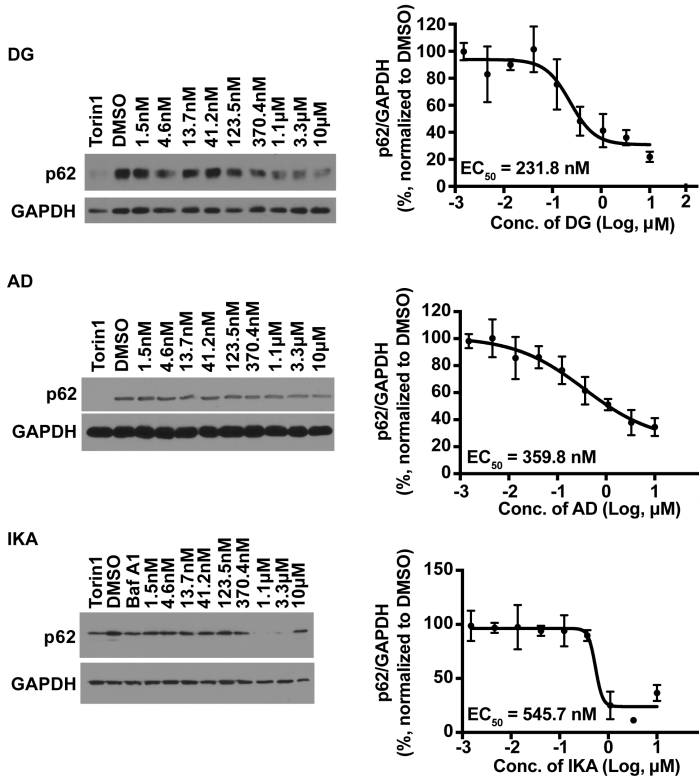 DG
Torin1 DMSO 1.5nM 4.6nM 13.7nM 41.2nM 123.5nM 370.4nM 1.1µM 3.3µM 10µM
p62
GAPDH
p62/GAPDH
(%, normalized to DMSO)
120
100
80
60
40
20
0
EC50 = 231.8 nM
-3 -2 -1 0 1 2
Conc. of DG (Log, µM)
AD
Torin1 DMSO 1.5nM 4.6nM 13.7nM 41.2nM 123.5nM 370.4nM 1.1µM 3.3µM 10µM
p62
GAPDH
p62/GAPDH
(%, normalized to DMSO)
120
100
80
60
40
20
0
EC50 = 359.8 nM
-3 -2 -1 0 1
Conc. of AD (Log, µM)
IKA
Torin1 DMSO Baf A1 1.5nM 4.6nM 13.7nM 41.2nM 123.5nM 370.4nM 1.1µM 3.3µM 10µM
p62
GAPDH
p62/GAPDH
(%, normalized to DMSO)
150
100
50
0
EC50 = 545.7 nM
-3 -2 -1 0 1
Conc. of IKA (Log, µM)